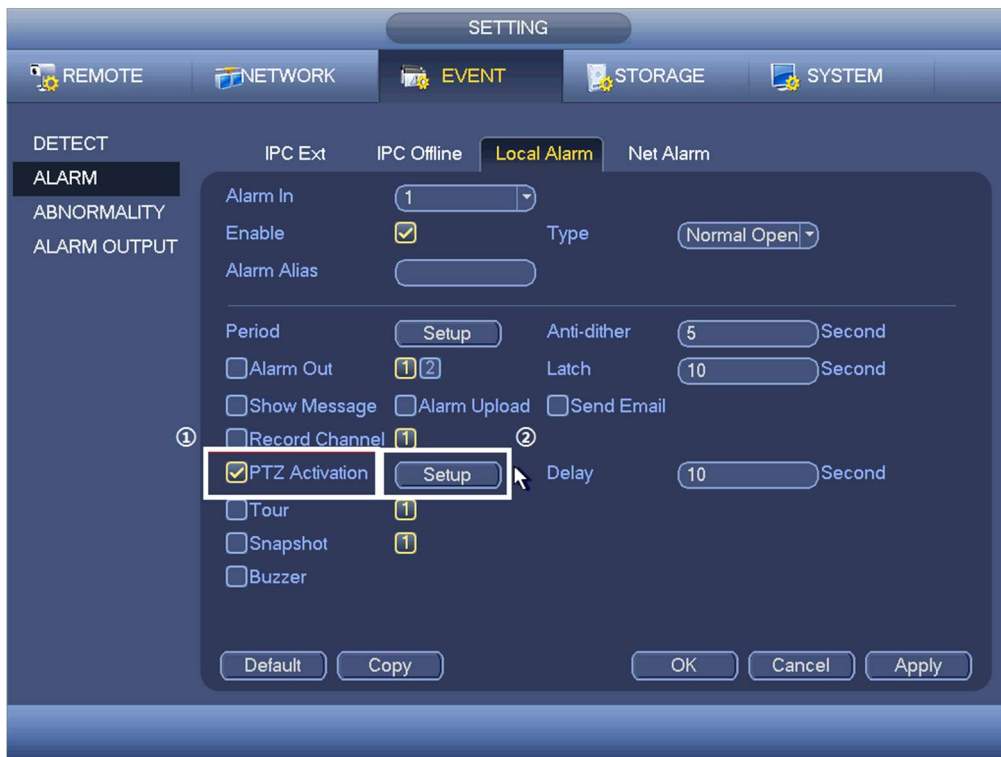 SETTING
REMOTE NETWORK EVENT STORAGE SYSTEM
DETECT
ALARM
ABNORMALITY
ALARM OUTPUT
IPC Ext IPC Offline Local Alarm Net Alarm
Alarm In 1
Enable Type Normal Open
Alarm Alias
Period Setup Anti-dither 5 Second
Alarm Out 1 2 Latch 10 Second
Show Message Alarm Upload Send Email
① Record Channel 1 ②
PTZ Activation Setup Delay 10 Second
Tour 1
Snapshot 1
Buzzer
Default Copy OK Cancel Apply